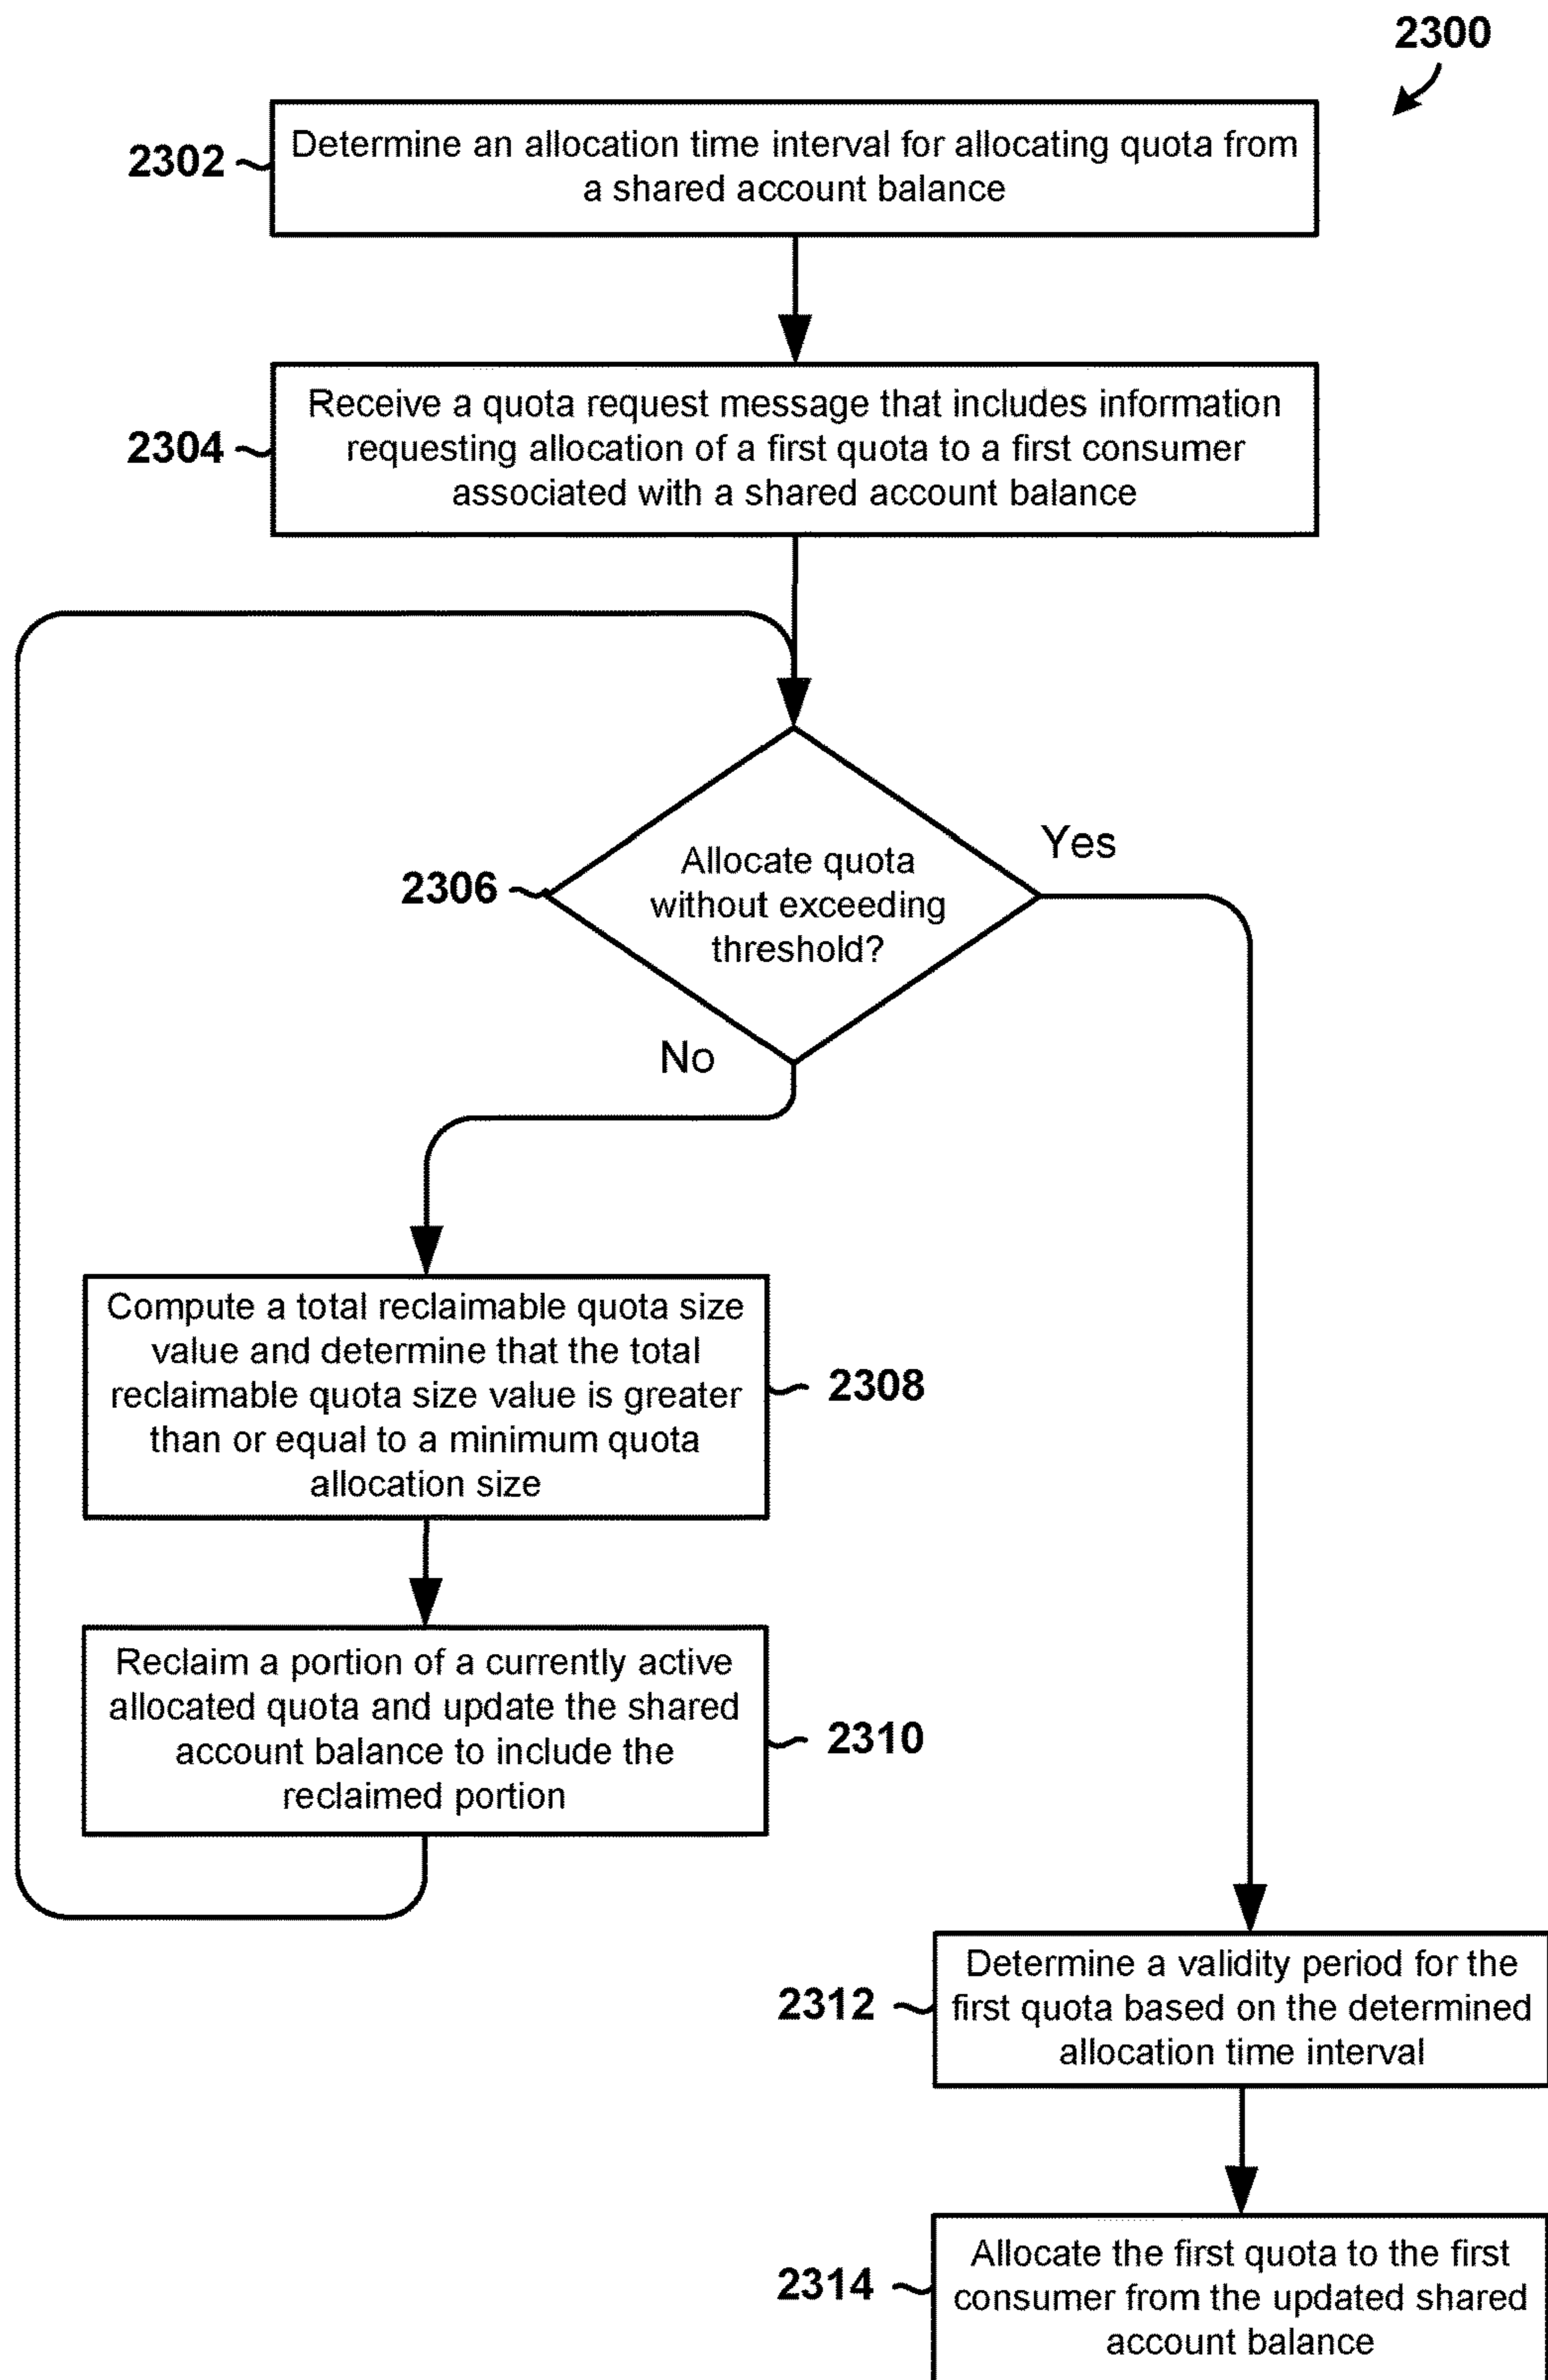 2300
2302
Determine an allocation time interval for allocating quota from
a shared account balance
2304
Receive a quota request message that includes information
requesting allocation of a first quota to a first consumer
associated with a shared account balance
2306
Allocate quota
without exceeding
threshold?
Yes
No
Compute a total reclaimable quota size
value and determine that the total
reclaimable quota size value is greater
than or equal to a minimum quota
allocation size
2308
Reclaim a portion of a currently active
allocated quota and update the shared
account balance to include the
reclaimed portion
2310
2312
Determine a validity period for the
first quota based on the determined
allocation time interval
2314
Allocate the first quota to the first
consumer from the updated shared
account balance